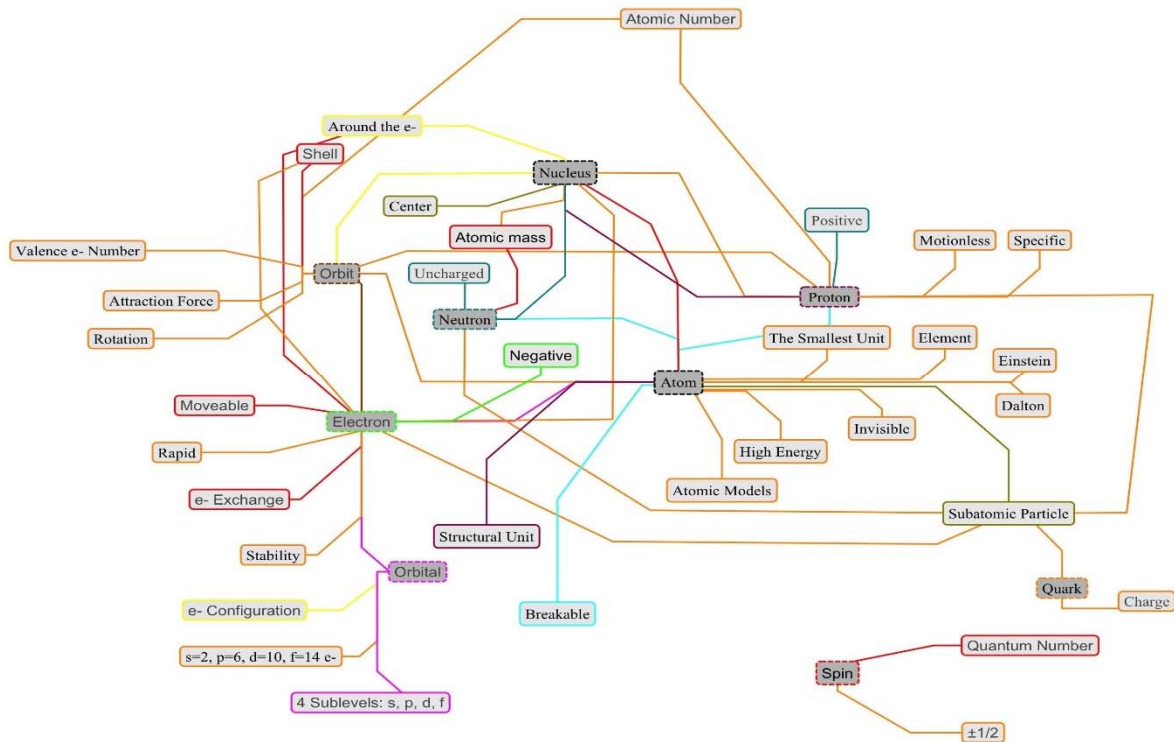 Atomic Number
Around the e-
Shell
Nucleus
Center
Positive
Atomic mass
Motionless
Specific
Valence e- Number
Orbit
Uncharged
Attraction Force
Proton
Neutron
Rotation
The Smallest Unit
Element
Negative
Einstein
Atom
Moveable
Dalton
Electron
Invisible
Rapid
High Energy
Atomic Models
e- Exchange
Subatomic Particle
Structural Unit
Stability
Orbital
Quark
Charge
e- Configuration
Breakable
Quantum Number
s=2, p=6, d=10, f=14 e-
Spin
4 Sublevels: s, p, d, f
±1/2